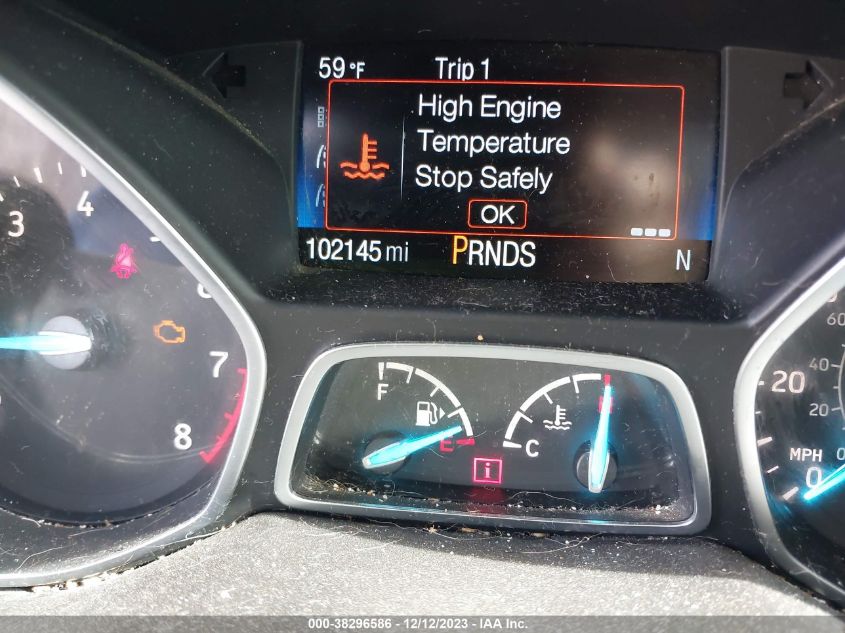 59 °F Trip 1
High Engine
Temperature
Stop Safely
OK
102145 mi PRNDS N
3 4 7 8
F E
C H
i
60
40
20
20
MPH
0 0
000-38296586 - 12/12/2023 - IAA Inc.